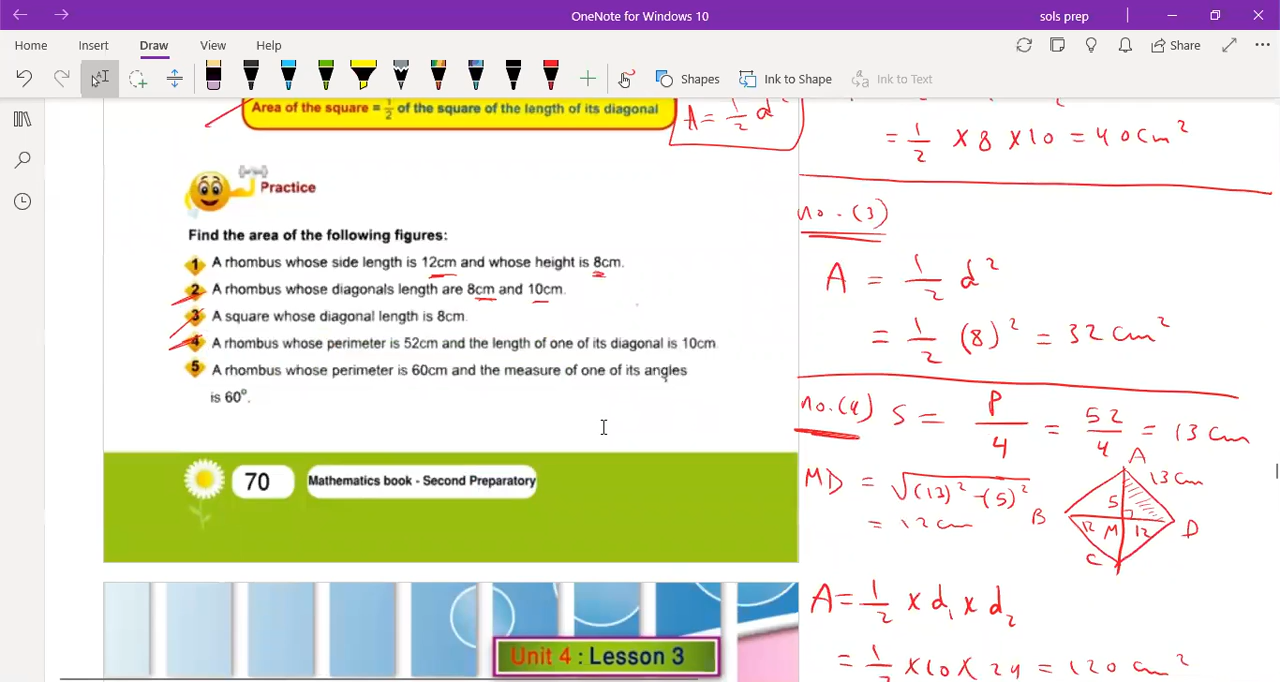 OneNote for Windows 10
sols prep
Home
Insert
Draw
View
Help
Share
Shapes
Ink to Shape
Ink to Text
Area of the square = 1/2 of the square of the length of its diagonal
A = 1/2 d²
= 1/2 × 8 × 10 = 40 cm²
Practice
Find the area of the following figures:
1 A rhombus whose side length is 12cm and whose height is 8cm.
2 A rhombus whose diagonals length are 8cm and 10cm.
3 A square whose diagonal length is 8cm.
4 A rhombus whose perimeter is 52cm and the length of one of its diagonal is 10cm
5 A rhombus whose perimeter is 60cm and the measure of one of its angles
is 60°.
70
Mathematics book - Second Preparatory
Unit 4 : Lesson 3
no. (3)
A = 1/2 d²
= 1/2 (8)² = 32 cm²
no. (4) S = P/4 = 52/4 = 13 cm
MD = √(13)² - (5)²
= 12 cm
A
13 cm
5
B
12 M 12
D
C
A = 1/2 × d₁ × d₂
= 1/2 × 10 × 24 = 120 cm²